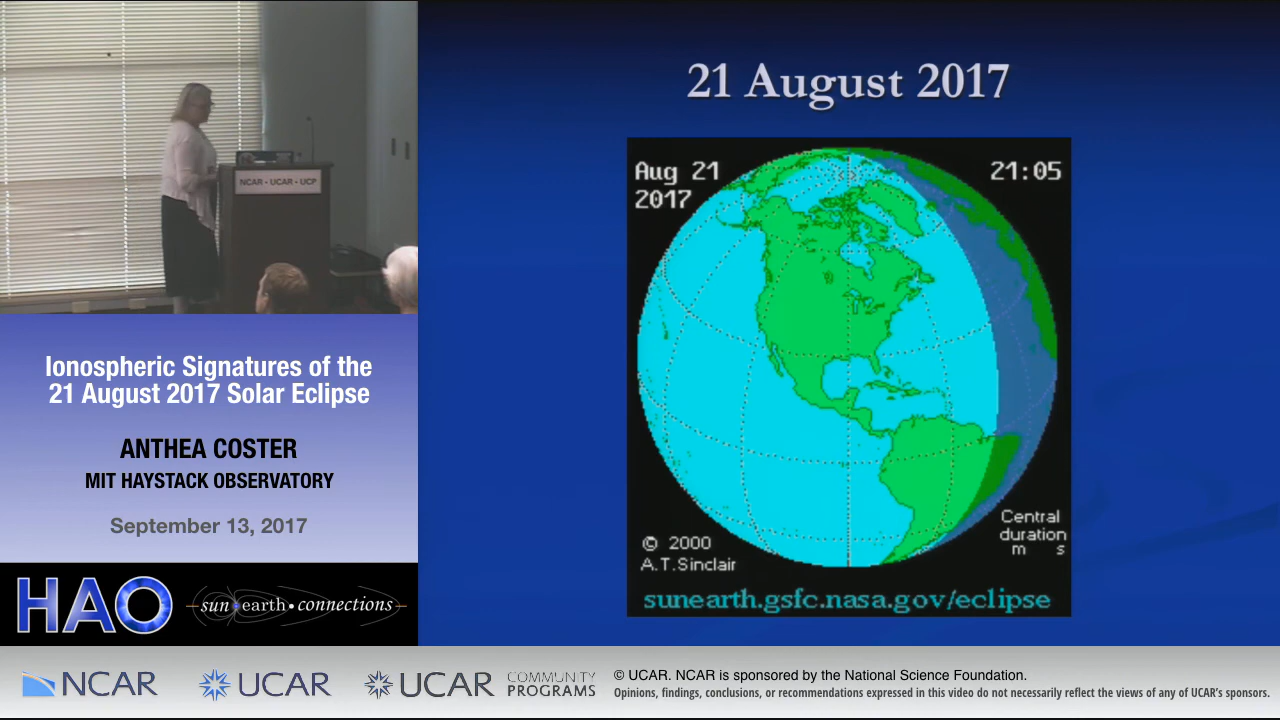 NCAR - UCAR - UCP
Ionospheric Signatures of the
21 August 2017 Solar Eclipse
ANTHEA COSTER
MIT HAYSTACK OBSERVATORY
September 13, 2017
HAO
sun earth connections
21 August 2017
Aug 21
2017
21:05
Central
duration
m s
© 2000
A.T.Sinclair
sunearth.gsfc.nasa.gov/eclipse
NCAR
UCAR
UCAR
COMMUNITY
PROGRAMS
© UCAR. NCAR is sponsored by the National Science Foundation.
Opinions, findings, conclusions, or recommendations expressed in this video do not necessarily reflect the views of any of UCAR's sponsors.